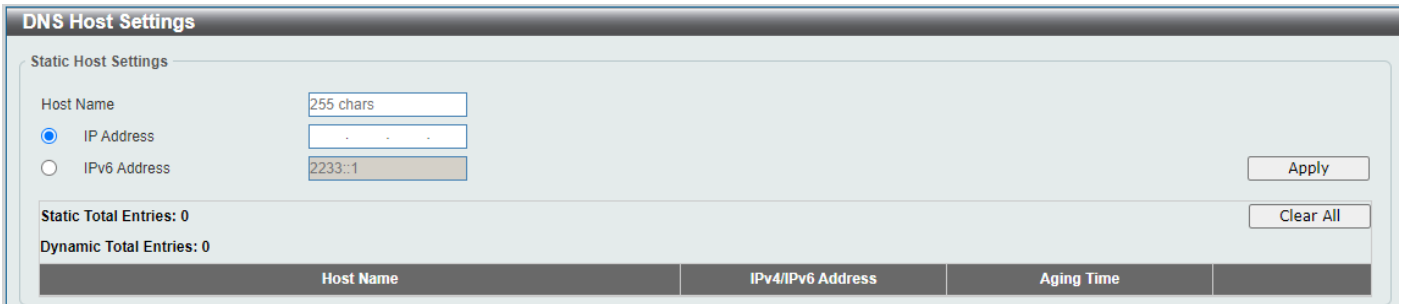 DNS Host Settings
Static Host Settings
Host Name 255 chars
IP Address . . .
IPv6 Address 2233::1 Apply
Static Total Entries: 0 Clear All
Dynamic Total Entries: 0
Host Name IPv4/IPv6 Address Aging Time